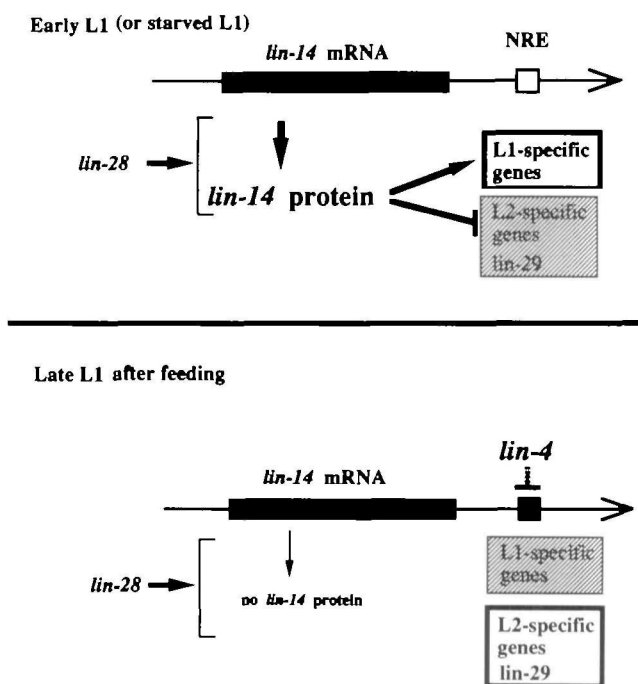 Early L1 (or starved L1)
NRE
lin-14 mRNA
lin-28
lin-14 protein
L1-specific
genes
L2-specific
genes
lin-29
Late L1 after feeding
lin-4
lin-14 mRNA
lin-28
no lin-14 protein
L1-specific
genes
L2-specific
genes
lin-29